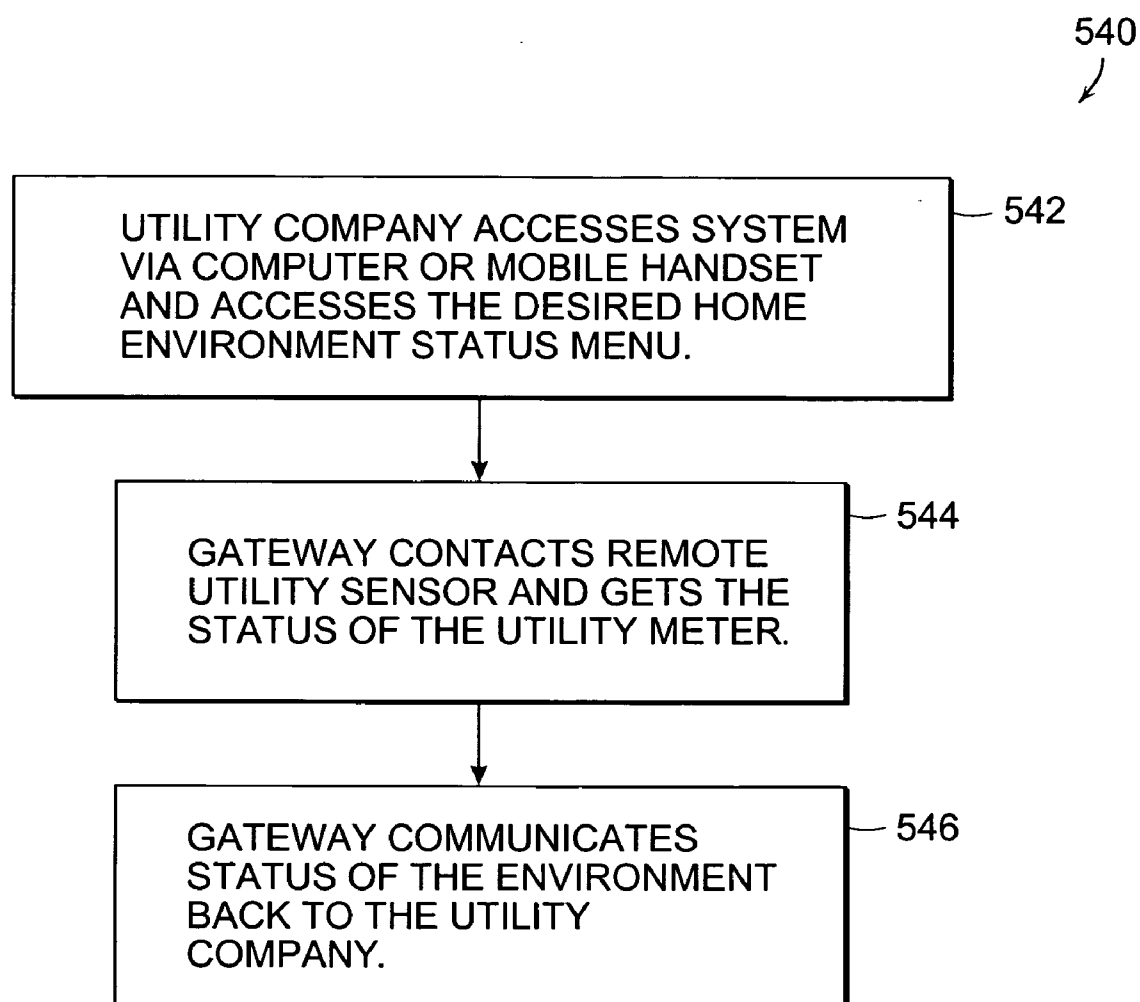 540
UTILITY COMPANY ACCESSES SYSTEM
VIA COMPUTER OR MOBILE HANDSET
AND ACCESSES THE DESIRED HOME
ENVIRONMENT STATUS MENU.
542
GATEWAY CONTACTS REMOTE
UTILITY SENSOR AND GETS THE
STATUS OF THE UTILITY METER.
544
GATEWAY COMMUNICATES
STATUS OF THE ENVIRONMENT
BACK TO THE UTILITY
COMPANY.
546